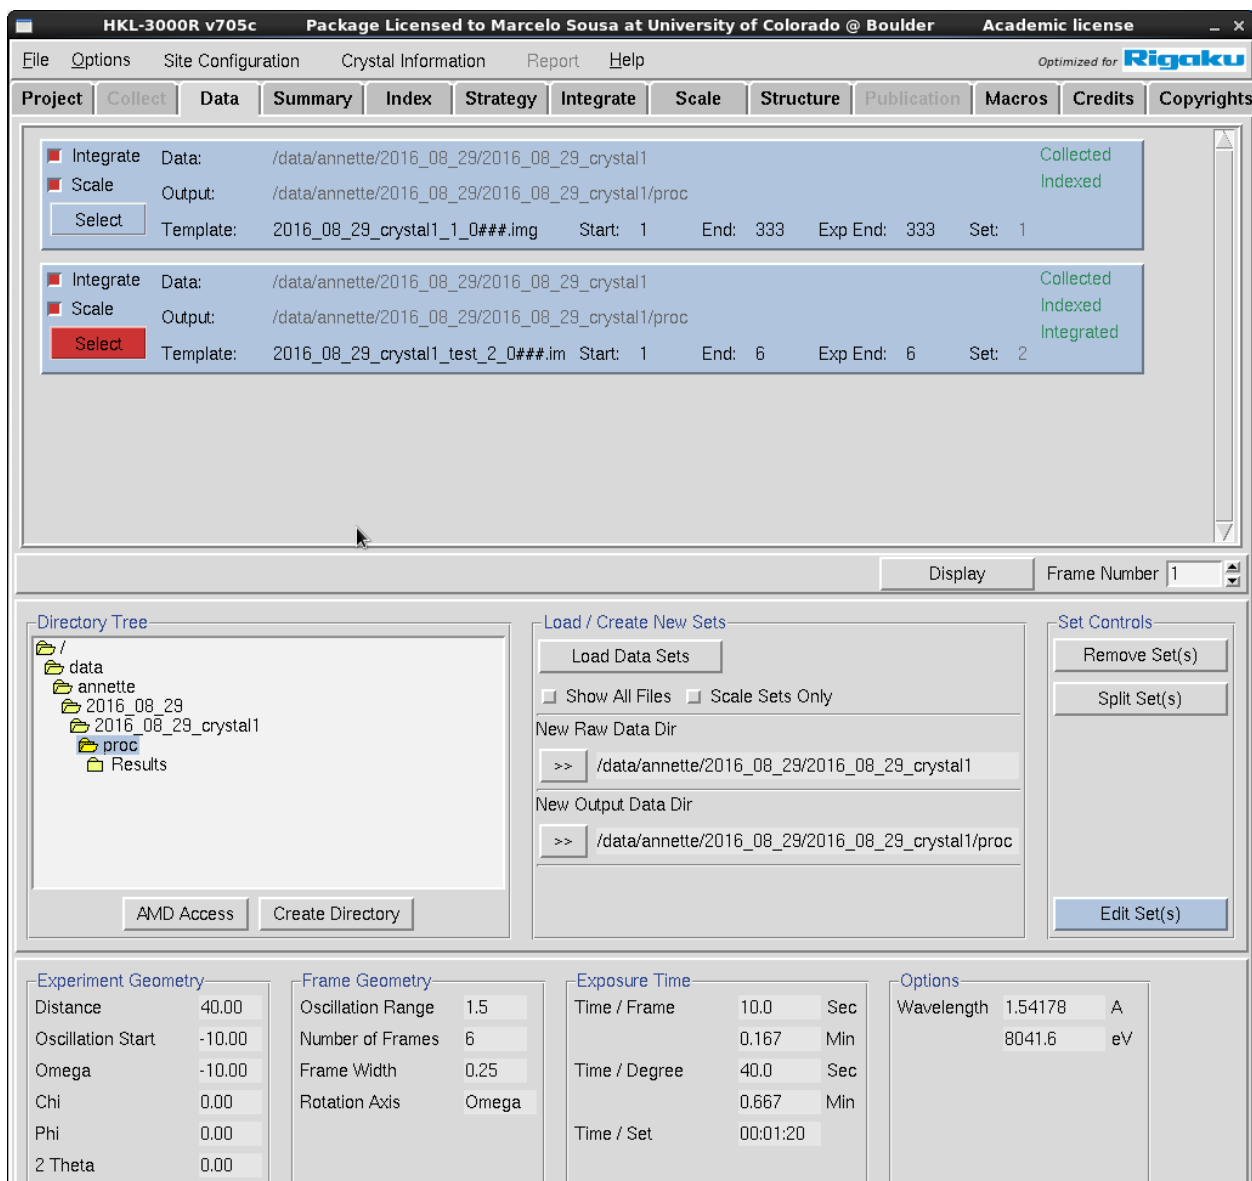 HKL-3000R v705c Package Licensed to Marcelo Sousa at University of Colorado @ Boulder Academic license
File Options Site Configuration Crystal Information Report Help Optimized for Rigaku
Project Collect Data Summary Index Strategy Integrate Scale Structure Publication Macros Credits Copyrights
Integrate Data: /data/annette/2016_08_29/2016_08_29_crystal1 Collected
Scale Output: /data/annette/2016_08_29/2016_08_29_crystal1/proc Indexed
Select Template: 2016_08_29_crystal1_1_0###.img Start: 1 End: 333 Exp End: 333 Set: 1
Integrate Data: /data/annette/2016_08_29/2016_08_29_crystal1 Collected
Scale Output: /data/annette/2016_08_29/2016_08_29_crystal1/proc Indexed
Integrated
Select Template: 2016_08_29_crystal1_test_2_0###.im Start: 1 End: 6 Exp End: 6 Set: 2
Display Frame Number 1
Directory Tree
/
data
annette
2016_08_29
2016_08_29_crystal1
proc
Results
AMD Access Create Directory
Load / Create New Sets
Load Data Sets
Show All Files Scale Sets Only
New Raw Data Dir
>> /data/annette/2016_08_29/2016_08_29_crystal1
New Output Data Dir
>> /data/annette/2016_08_29/2016_08_29_crystal1/proc
Set Controls
Remove Set(s)
Split Set(s)
Edit Set(s)
Experiment Geometry
Distance 40.00
Oscillation Start -10.00
Omega -10.00
Chi 0.00
Phi 0.00
2 Theta 0.00
Frame Geometry
Oscillation Range 1.5
Number of Frames 6
Frame Width 0.25
Rotation Axis Omega
Exposure Time
Time / Frame 10.0 Sec
0.167 Min
Time / Degree 40.0 Sec
0.667 Min
Time / Set 00:01:20
Options
Wavelength 1.54178 A
8041.6 eV